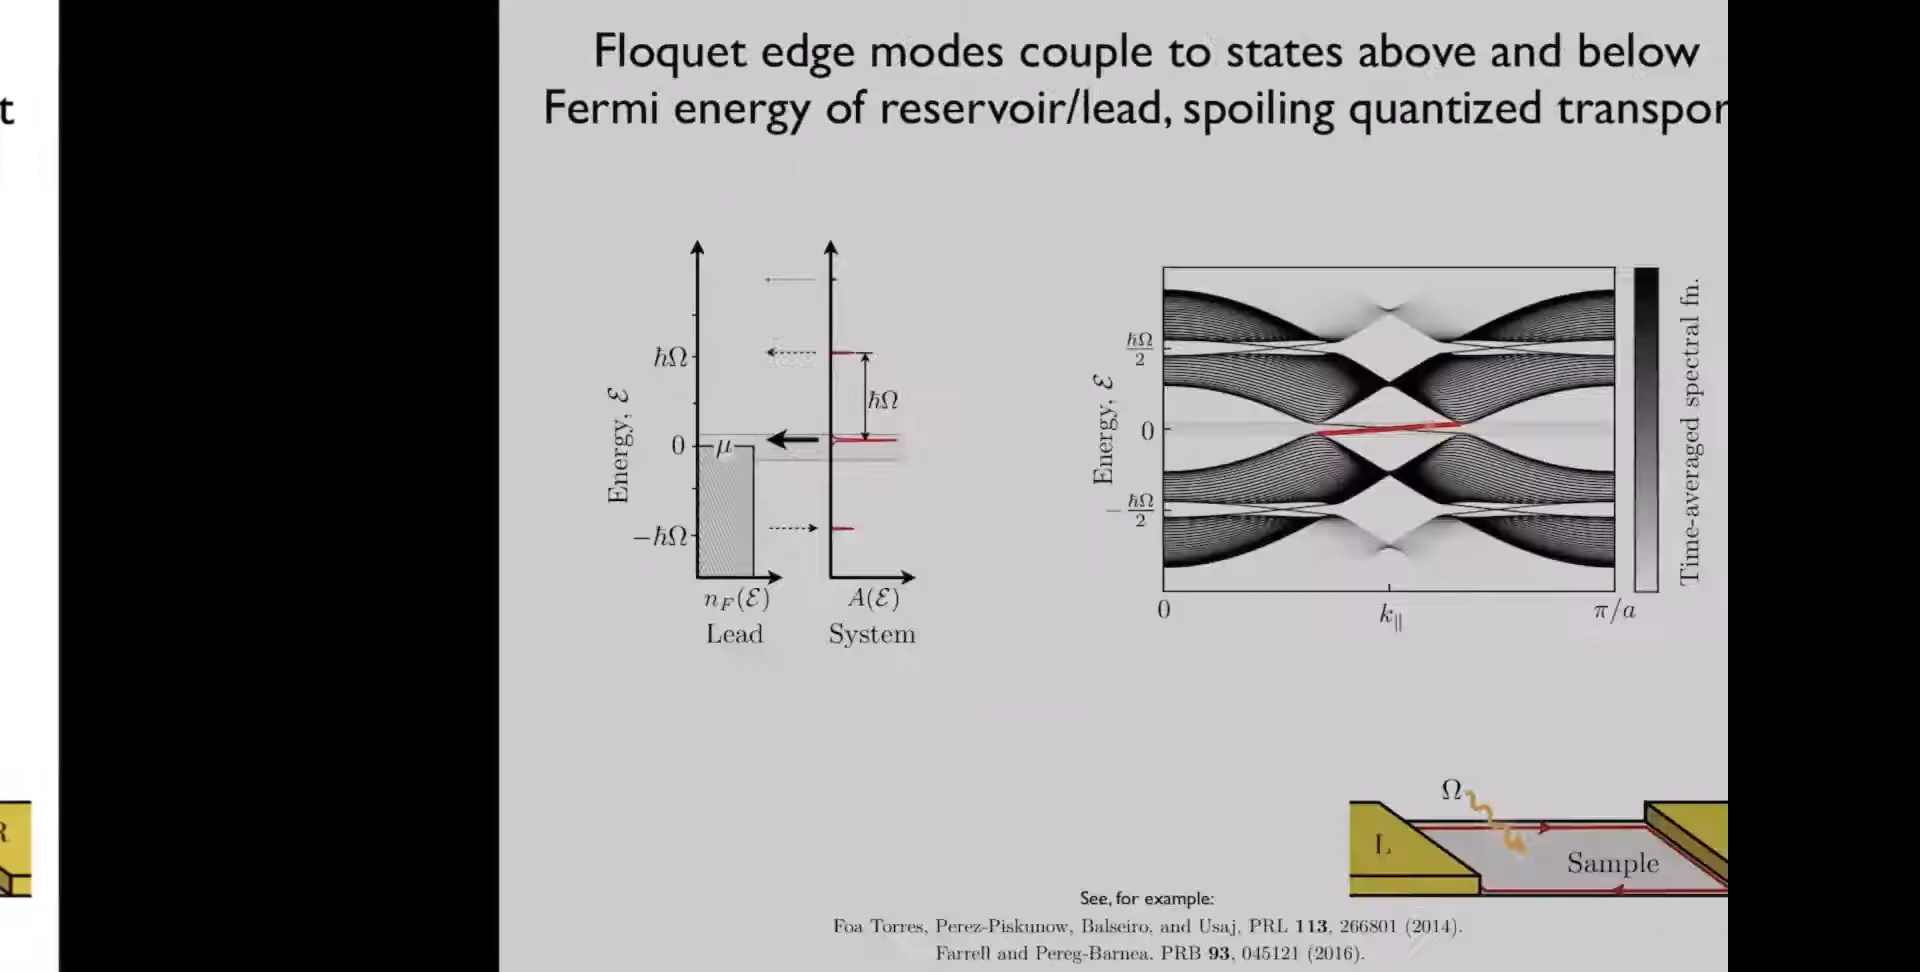 t
Floquet edge modes couple to states above and below
Fermi energy of reservoir/lead, spoiling quantized transpor
ħΩ
ħΩ
0
μ
−ħΩ
Energy, ℰ
n_F(ℰ)
A(ℰ)
Lead
System
ħΩ/2
0
−ħΩ/2
Energy, ℰ
0
k_∥
π/a
Time-averaged spectral fn.
R
Ω
L
Sample
See, for example:
Foa Torres, Perez-Piskunow, Balseiro, and Usaj, PRL 113, 266801 (2014).
Farrell and Pereg-Barnea, PRB 93, 045121 (2016).